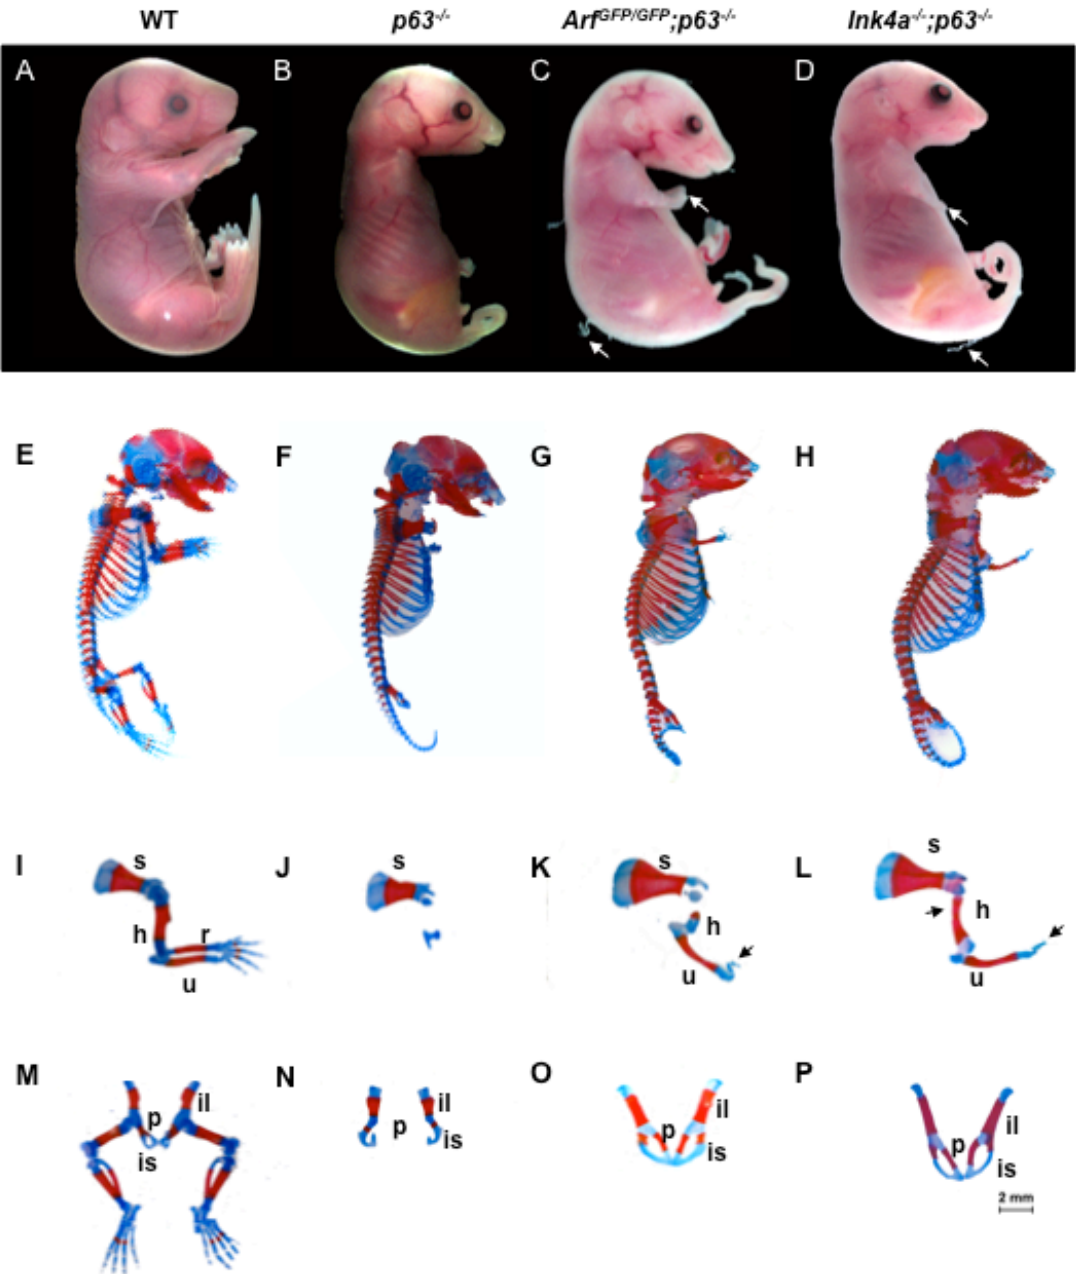 WT p63-/- ArfGFP/GFP;p63-/- Ink4a-/-;p63-/-
A B C D
E F G H
I s h r u J s K s h u L s h u
M p il is N p il is O p il is P p il is
2 mm